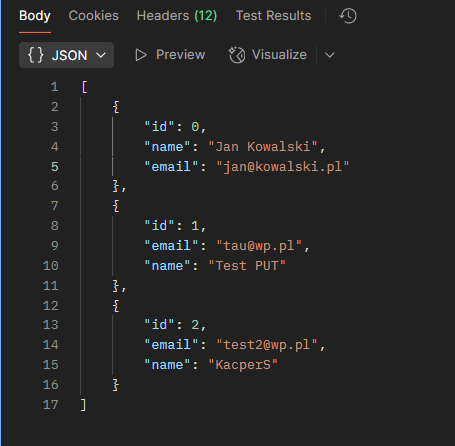 Body Cookies Headers (12) Test Results
{} JSON Preview Visualize
1 [
2 {
3 "id": 0,
4 "name": "Jan Kowalski",
5 "email": "jan@kowalski.pl"
6 },
7 {
8 "id": 1,
9 "email": "tau@wp.pl",
10 "name": "Test PUT"
11 },
12 {
13 "id": 2,
14 "email": "test2@wp.pl",
15 "name": "KacperS"
16 }
17 ]